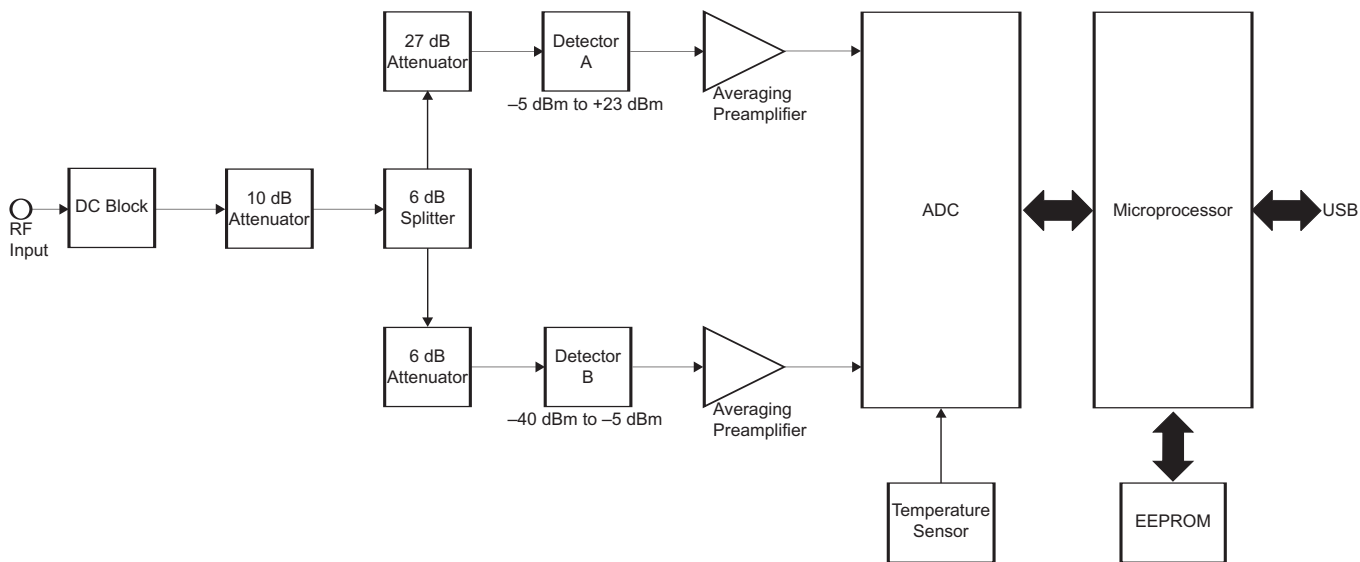 27 dB
Attenuator
Detector
A
–5 dBm to +23 dBm
Averaging
Preamplifier
RF
Input
DC Block
10 dB
Attenuator
6 dB
Splitter
ADC
Microprocessor
USB
6 dB
Attenuator
Detector
B
–40 dBm to –5 dBm
Averaging
Preamplifier
Temperature
Sensor
EEPROM